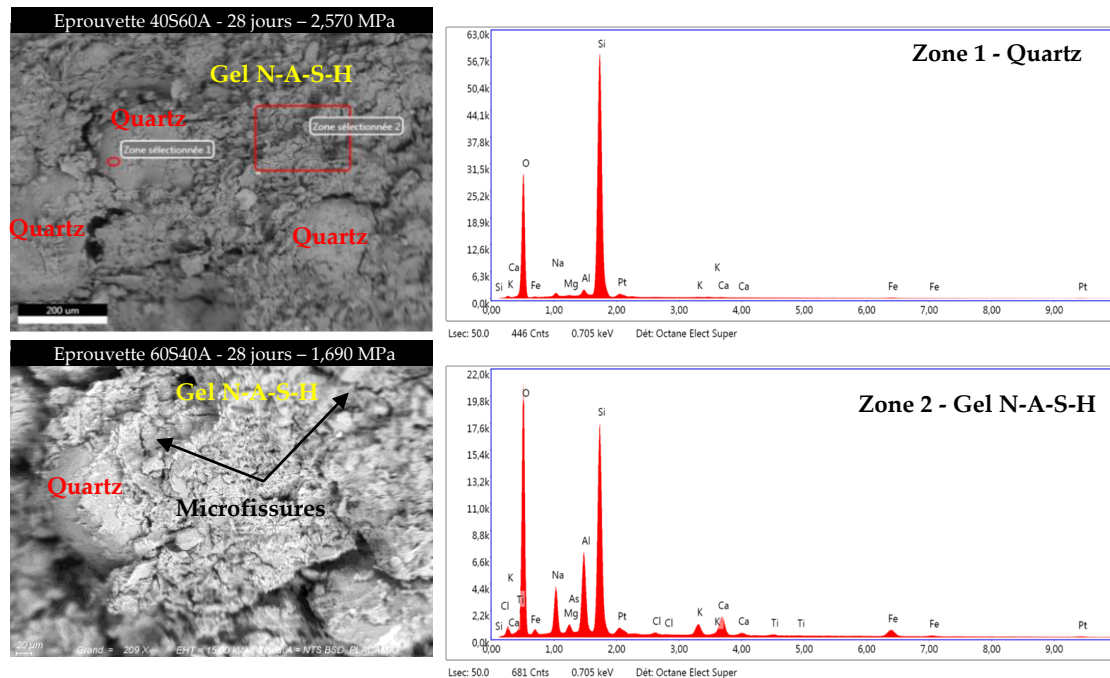 Eprouvette 40S60A - 28 jours – 2,570 MPa
Gel N-A-S-H
Quartz
Zone sélectionnée 2
Zone sélectionnée 1
Quartz
Quartz
200 um
Zone 1 - Quartz
63,0k
56,7k
50,4k
44,1k
37,8k
31,5k
25,2k
18,9k
12,6k
6,3k
0,0k
Si
O
Ca
K
Si
Fe
Na
Mg
Al
Pt
K
K
Ca
Ca
Fe
Fe
Pt
0,00 1,00 2,00 3,00 4,00 5,00 6,00 7,00 8,00 9,00
Lsec: 50.0 446 Cnts 0.705 keV Dét: Octane Elect Super
Eprouvette 60S40A - 28 jours – 1,690 MPa
Gel N-A-S-H
Quartz
Microfissures
20 µm Grand. = 209 X
NTS BSD PLACAMAT
Zone 2 - Gel N-A-S-H
22,0k
19,8k
17,6k
15,4k
13,2k
11,0k
8,8k
6,6k
4,4k
2,2k
0,0k
O
Si
Al
K
Cl
Ti
Si
Ca
Fe
Na
As
Mg
Pt
Cl
Cl
K
K
Ca
Ca
Ti
Ti
Fe
Fe
Pt
0,00 1,00 2,00 3,00 4,00 5,00 6,00 7,00 8,00 9,00
Lsec: 50.0 681 Cnts 0.705 keV Dét: Octane Elect Super